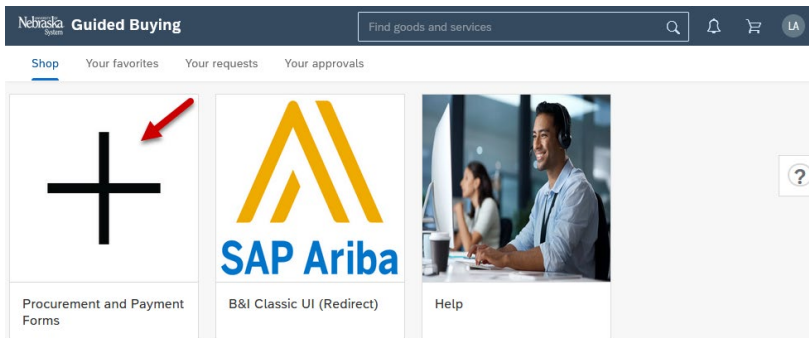 Nebraska
System
Guided Buying
Find goods and services
LA
Shop
Your favorites
Your requests
Your approvals
?
SAP Ariba
Procurement and Payment
Forms
B&I Classic UI (Redirect)
Help